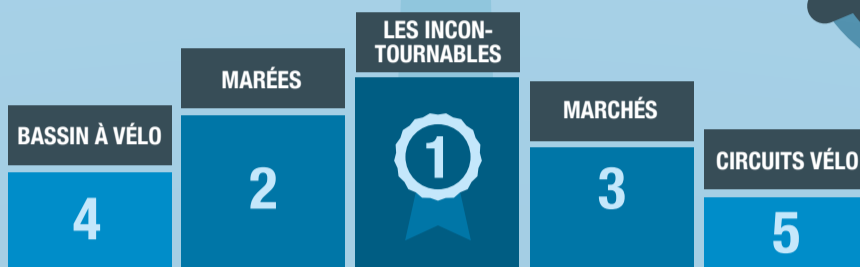 LES INCON-
TOURNABLES
1
MARÉES
2
MARCHÉS
3
BASSIN À VÉLO
4
CIRCUITS VÉLO
5